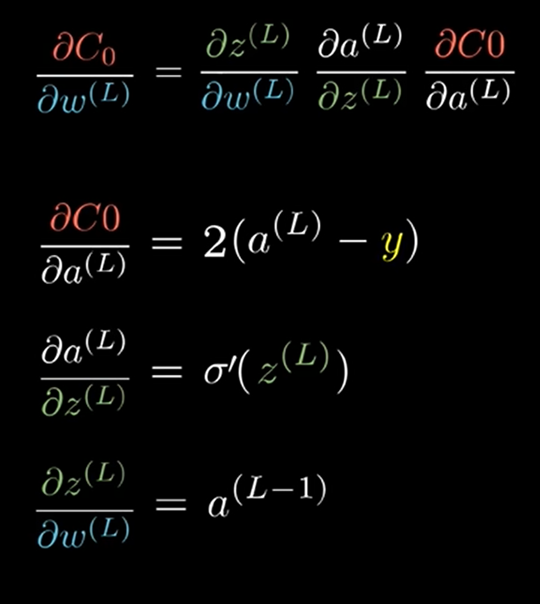 ∂C₀/∂w⁽ᴸ⁾ = ∂z⁽ᴸ⁾/∂w⁽ᴸ⁾ ∂a⁽ᴸ⁾/∂z⁽ᴸ⁾ ∂C0/∂a⁽ᴸ⁾
∂C0/∂a⁽ᴸ⁾ = 2(a⁽ᴸ⁾ − y)
∂a⁽ᴸ⁾/∂z⁽ᴸ⁾ = σ′(z⁽ᴸ⁾)
∂z⁽ᴸ⁾/∂w⁽ᴸ⁾ = a⁽ᴸ⁻¹⁾